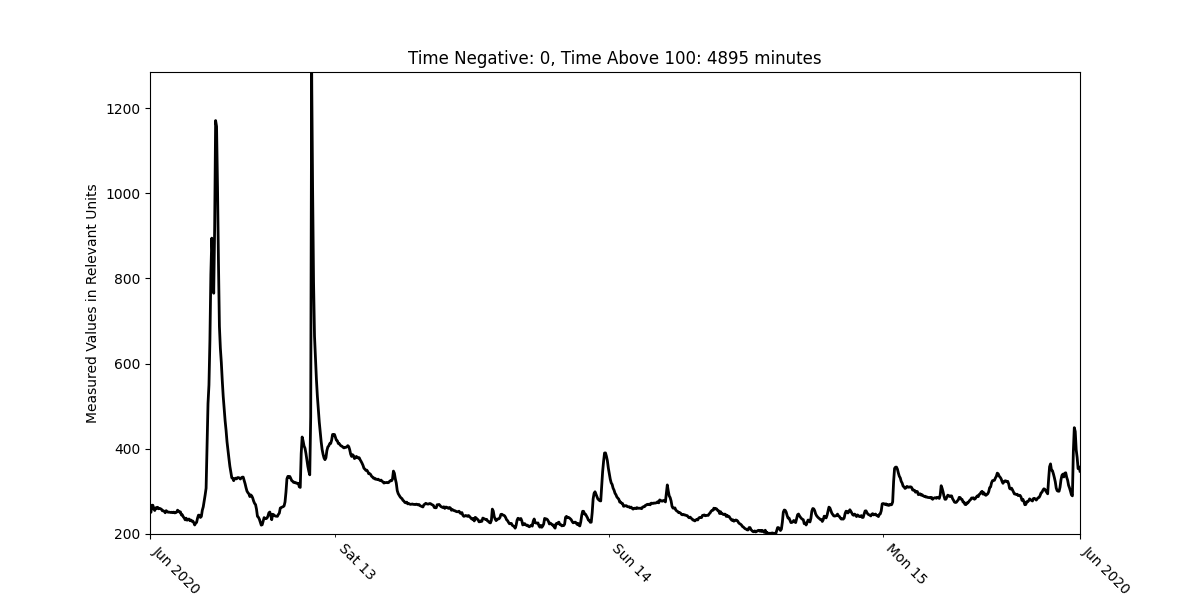 Time Negative: 0, Time Above 100: 4895 minutes
Measured Values in Relevant Units
1200
1000
800
600
400
200
Jun 2020
Sat 13
Sun 14
Mon 15
Jun 2020